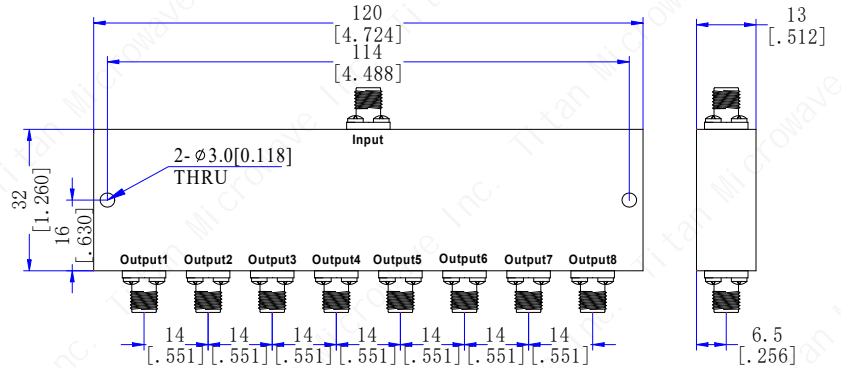 120
[4.724]
114
[4.488]
13
[.512]
Input
2-Φ3.0[0.118]
THRU
32
[1.260]
16
[.630]
Output1 Output2 Output3 Output4 Output5 Output6 Output7 Output8
14 14 14 14 14 14 14
[.551] [.551] [.551] [.551] [.551] [.551] [.551]
6.5
[.256]
Titan Microwave Inc.